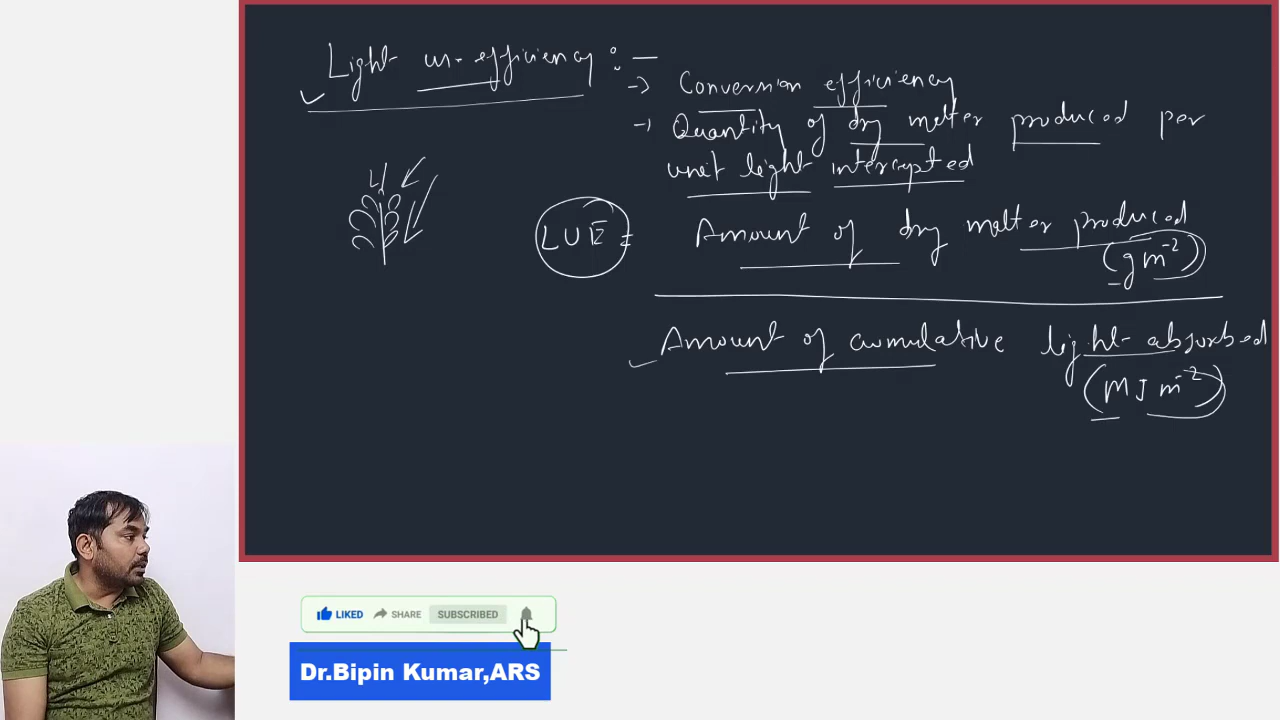 Light use efficiency :-
→ Conversion efficiency
→ Quantity of dry matter produced per
unit light intercepted
LUE = Amount of dry matter produced
(g m⁻²)
Amount of cumulative light absorbed
(MJ m⁻²)
LIKED SHARE SUBSCRIBED
Dr.Bipin Kumar,ARS